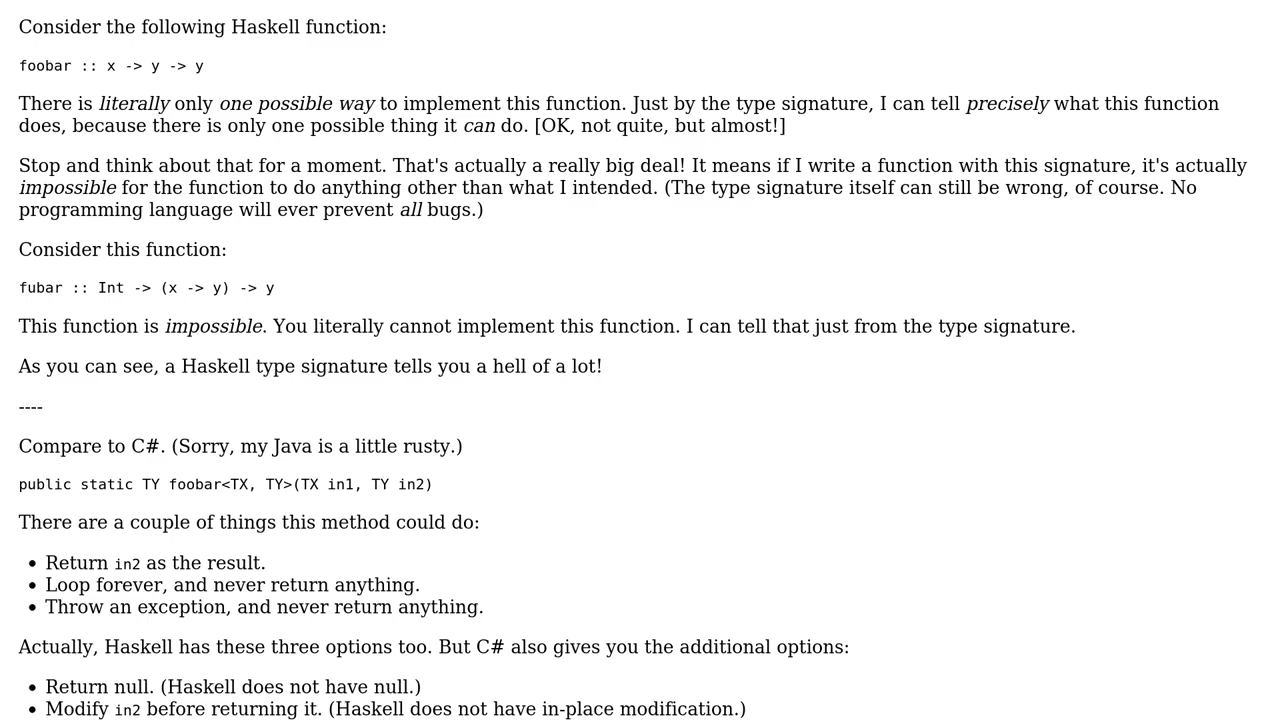 Consider the following Haskell function:
foobar :: x -> y -> y
There is literally only one possible way to implement this function. Just by the type signature, I can tell precisely what this function
does, because there is only one possible thing it can do. [OK, not quite, but almost!]
Stop and think about that for a moment. That's actually a really big deal! It means if I write a function with this signature, it's actually
impossible for the function to do anything other than what I intended. (The type signature itself can still be wrong, of course. No
programming language will ever prevent all bugs.)
Consider this function:
fubar :: Int -> (x -> y) -> y
This function is impossible. You literally cannot implement this function. I can tell that just from the type signature.
As you can see, a Haskell type signature tells you a hell of a lot!
----
Compare to C#. (Sorry, my Java is a little rusty.)
public static TY foobar<TX, TY>(TX in1, TY in2)
There are a couple of things this method could do:
• Return in2 as the result.
• Loop forever, and never return anything.
• Throw an exception, and never return anything.
Actually, Haskell has these three options too. But C# also gives you the additional options:
• Return null. (Haskell does not have null.)
• Modify in2 before returning it. (Haskell does not have in-place modification.)